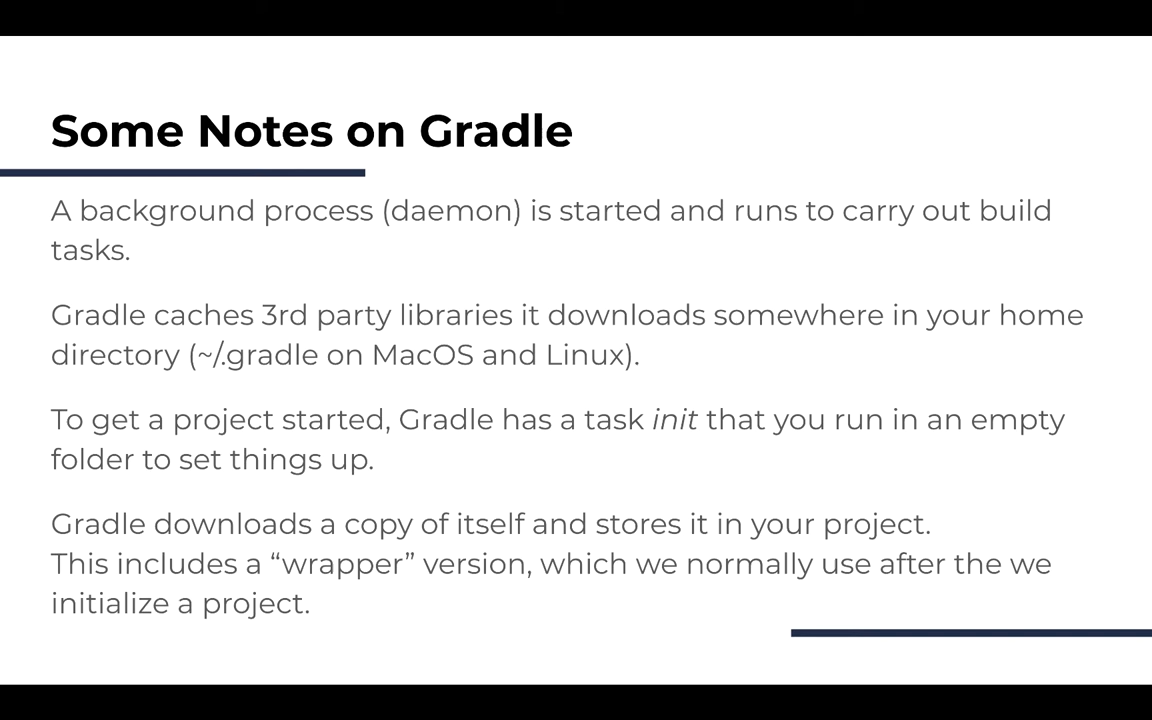 Some Notes on Gradle
A background process (daemon) is started and runs to carry out build
tasks.
Gradle caches 3rd party libraries it downloads somewhere in your home
directory (~/.gradle on MacOS and Linux).
To get a project started, Gradle has a task init that you run in an empty
folder to set things up.
Gradle downloads a copy of itself and stores it in your project.
This includes a “wrapper” version, which we normally use after the we
initialize a project.